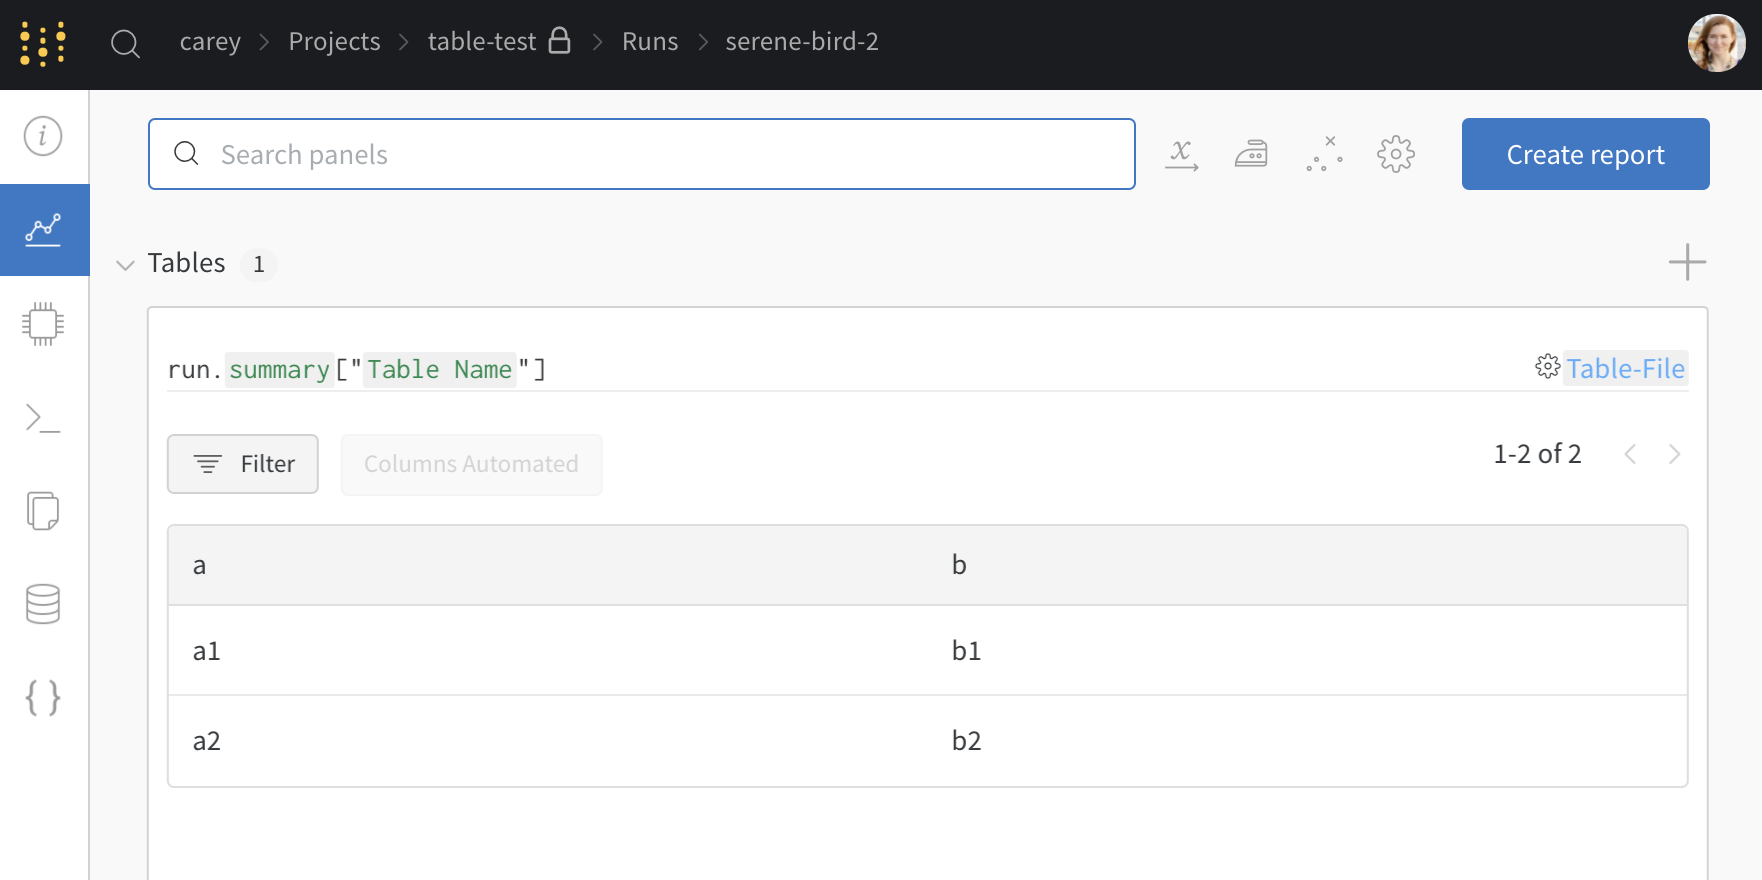 carey > Projects > table-test > Runs > serene-bird-2
Search panels
Create report
Tables 1
run.summary["Table Name"]
Table-File
Filter
Columns Automated
1-2 of 2
a b
a1 b1
a2 b2